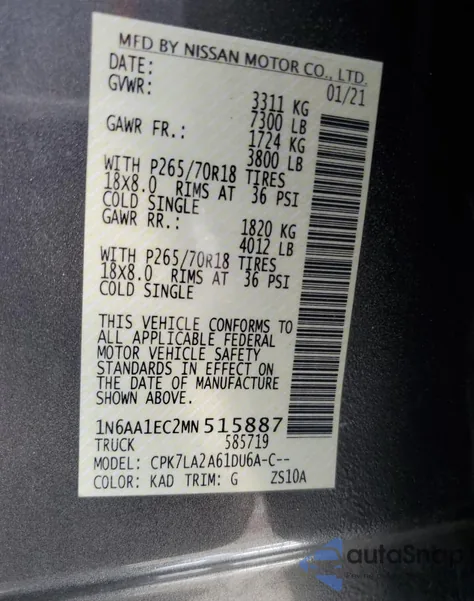 MFD BY NISSAN MOTOR CO., LTD.
DATE: 01/21
GVWR: 3311 KG
7300 LB
GAWR FR.: 1724 KG
3800 LB
WITH P265/70R18 TIRES
18X8.0 RIMS AT 36 PSI
COLD SINGLE
GAWR RR.: 1820 KG
4012 LB
WITH P265/70R18 TIRES
18X8.0 RIMS AT 36 PSI
COLD SINGLE
THIS VEHICLE CONFORMS TO
ALL APPLICABLE FEDERAL
MOTOR VEHICLE SAFETY
STANDARDS IN EFFECT ON
THE DATE OF MANUFACTURE
SHOWN ABOVE.
1N6AA1EC2MN515887
TRUCK 585719
MODEL: CPK7LA2A61DU6A-C--
COLOR: KAD TRIM: G ZS10A
autoSnap